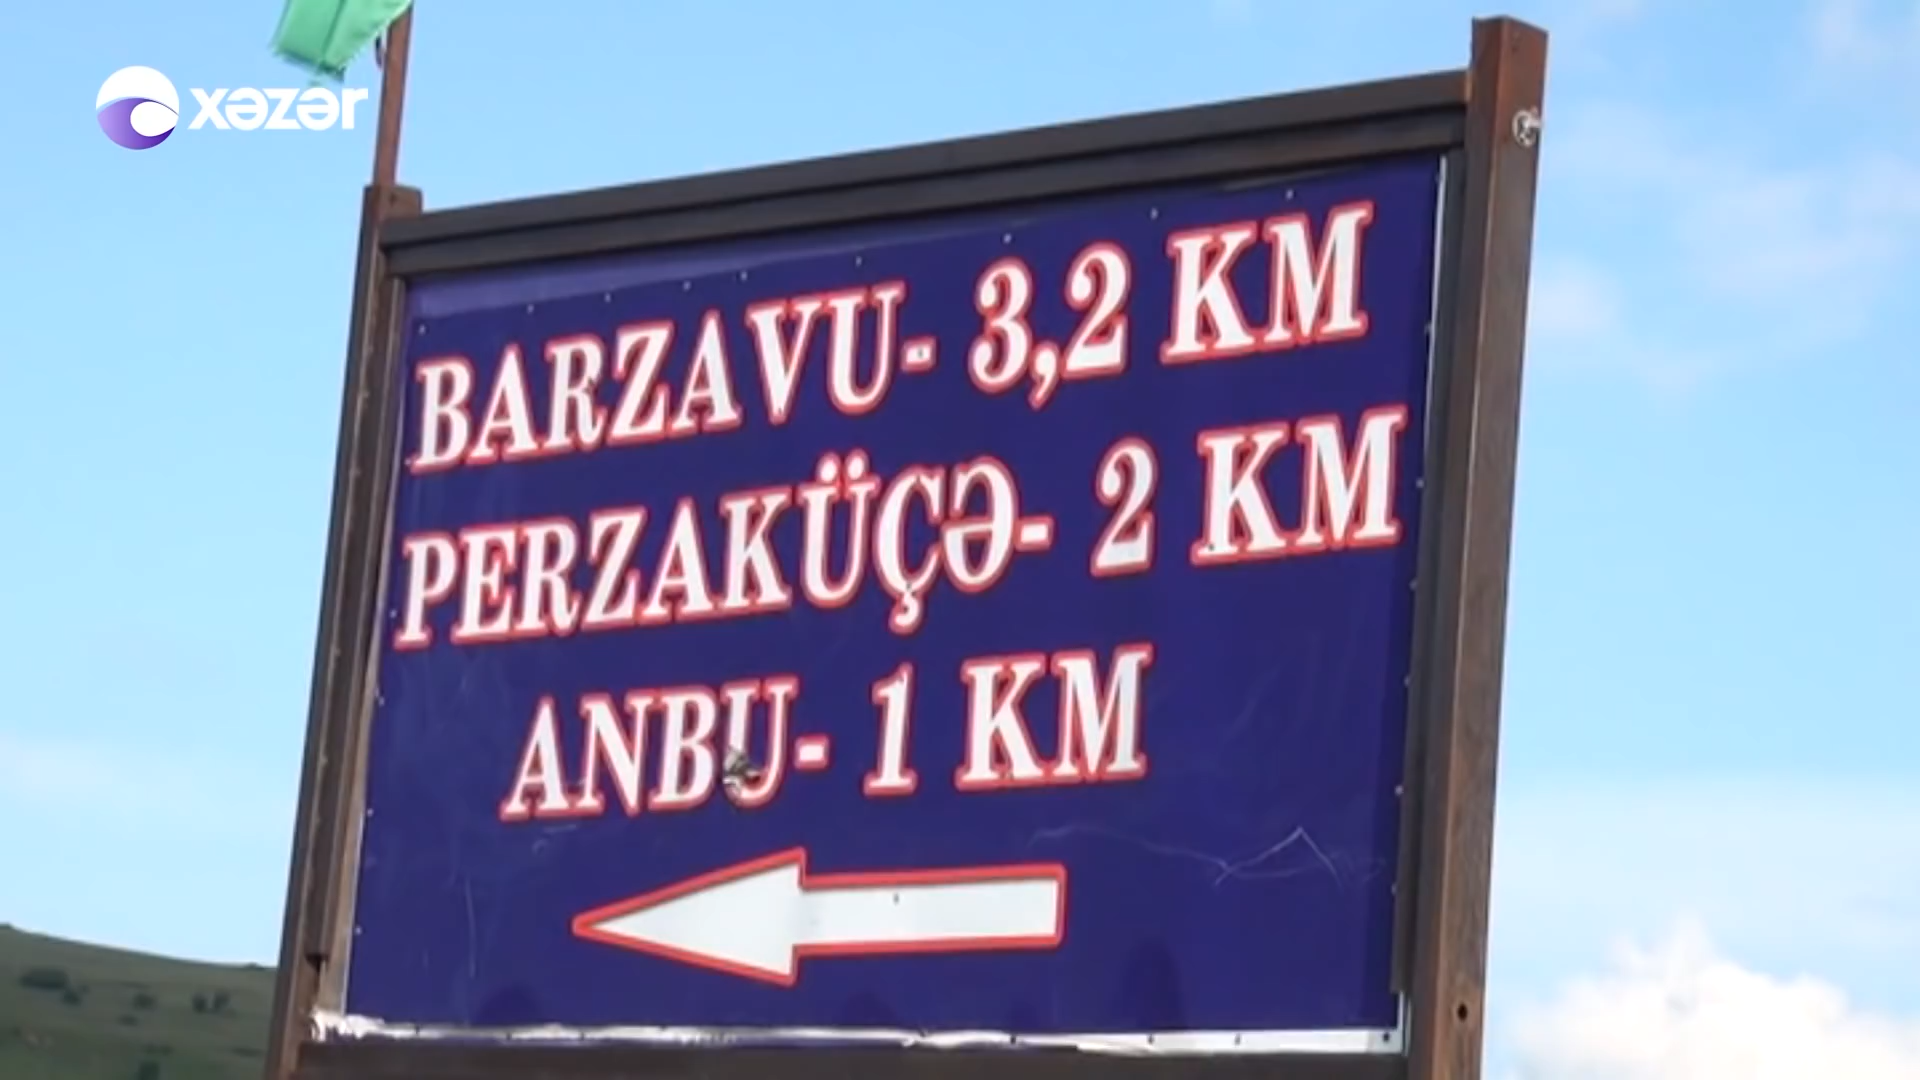 xəzər
BARZAVU- 3,2 KM
PERZAKÜÇƏ- 2 KM
ANBU- 1 KM